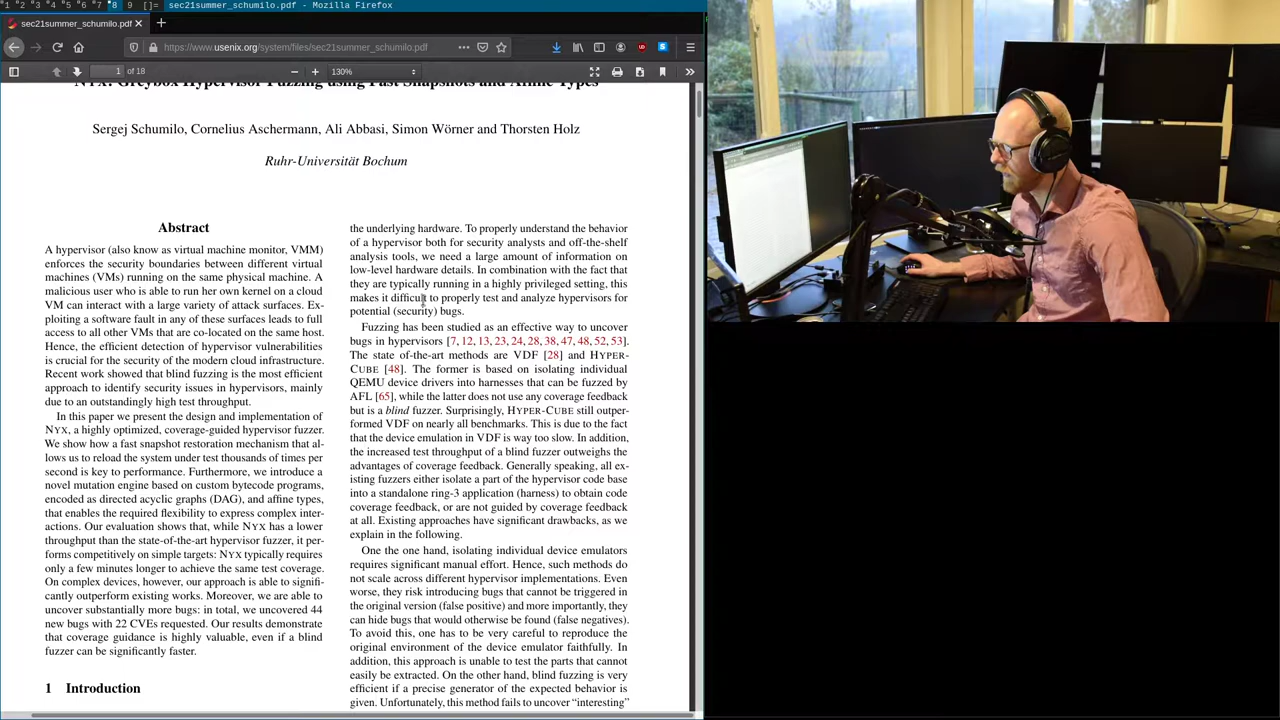 1 2 3 4 5 6 7 8 9 []= sec21summer_schumilo.pdf - Mozilla Firefox
sec21summer_schumilo.pdf
https://www.usenix.org/system/files/sec21summer_schumilo.pdf
1 of 18
130%
NYX: Greybox Hypervisor Fuzzing using Fast Snapshots and Affine Types
Sergej Schumilo, Cornelius Aschermann, Ali Abbasi, Simon Wörner and Thorsten Holz
Ruhr-Universität Bochum
Abstract
A hypervisor (also know as virtual machine monitor, VMM)
enforces the security boundaries between different virtual
machines (VMs) running on the same physical machine. A
malicious user who is able to run her own kernel on a cloud
VM can interact with a large variety of attack surfaces. Ex-
ploiting a software fault in any of these surfaces leads to full
access to all other VMs that are co-located on the same host.
Hence, the efficient detection of hypervisor vulnerabilities
is crucial for the security of the modern cloud infrastructure.
Recent work showed that blind fuzzing is the most efficient
approach to identify security issues in hypervisors, mainly
due to an outstandingly high test throughput.
In this paper we present the design and implementation of
NYX, a highly optimized, coverage-guided hypervisor fuzzer.
We show how a fast snapshot restoration mechanism that al-
lows us to reload the system under test thousands of times per
second is key to performance. Furthermore, we introduce a
novel mutation engine based on custom bytecode programs,
encoded as directed acyclic graphs (DAG), and affine types,
that enables the required flexibility to express complex inter-
actions. Our evaluation shows that, while NYX has a lower
throughput than the state-of-the-art hypervisor fuzzer, it per-
forms competitively on simple targets: NYX typically requires
only a few minutes longer to achieve the same test coverage.
On complex devices, however, our approach is able to signifi-
cantly outperform existing works. Moreover, we are able to
uncover substantially more bugs: in total, we uncovered 44
new bugs with 22 CVEs requested. Our results demonstrate
that coverage guidance is highly valuable, even if a blind
fuzzer can be significantly faster.
1 Introduction
the underlying hardware. To properly understand the behavior
of a hypervisor both for security analysts and off-the-shelf
analysis tools, we need a large amount of information on
low-level hardware details. In combination with the fact that
they are typically running in a highly privileged setting, this
makes it difficult to properly test and analyze hypervisors for
potential (security) bugs.
Fuzzing has been studied as an effective way to uncover
bugs in hypervisors [7, 12, 13, 23, 24, 28, 38, 47, 48, 52, 53].
The state of-the-art methods are VDF [28] and HYPER-
CUBE [48]. The former is based on isolating individual
QEMU device drivers into harnesses that can be fuzzed by
AFL [65], while the latter does not use any coverage feedback
but is a blind fuzzer. Surprisingly, HYPER-CUBE still outper-
formed VDF on nearly all benchmarks. This is due to the fact
that the device emulation in VDF is way too slow. In addition,
the increased test throughput of a blind fuzzer outweighs the
advantages of coverage feedback. Generally speaking, all ex-
isting fuzzers either isolate a part of the hypervisor code base
into a standalone ring-3 application (harness) to obtain code
coverage feedback, or are not guided by coverage feedback
at all. Existing approaches have significant drawbacks, as we
explain in the following.
One the one hand, isolating individual device emulators
requires significant manual effort. Hence, such methods do
not scale across different hypervisor implementations. Even
worse, they risk introducing bugs that cannot be triggered in
the original version (false positive) and more importantly, they
can hide bugs that would otherwise be found (false negatives).
To avoid this, one has to be very careful to reproduce the
original environment of the device emulator faithfully. In
addition, this approach is unable to test the parts that cannot
easily be extracted. On the other hand, blind fuzzing is very
efficient if a precise generator of the expected behavior is
given. Unfortunately, this method fails to uncover “interesting”